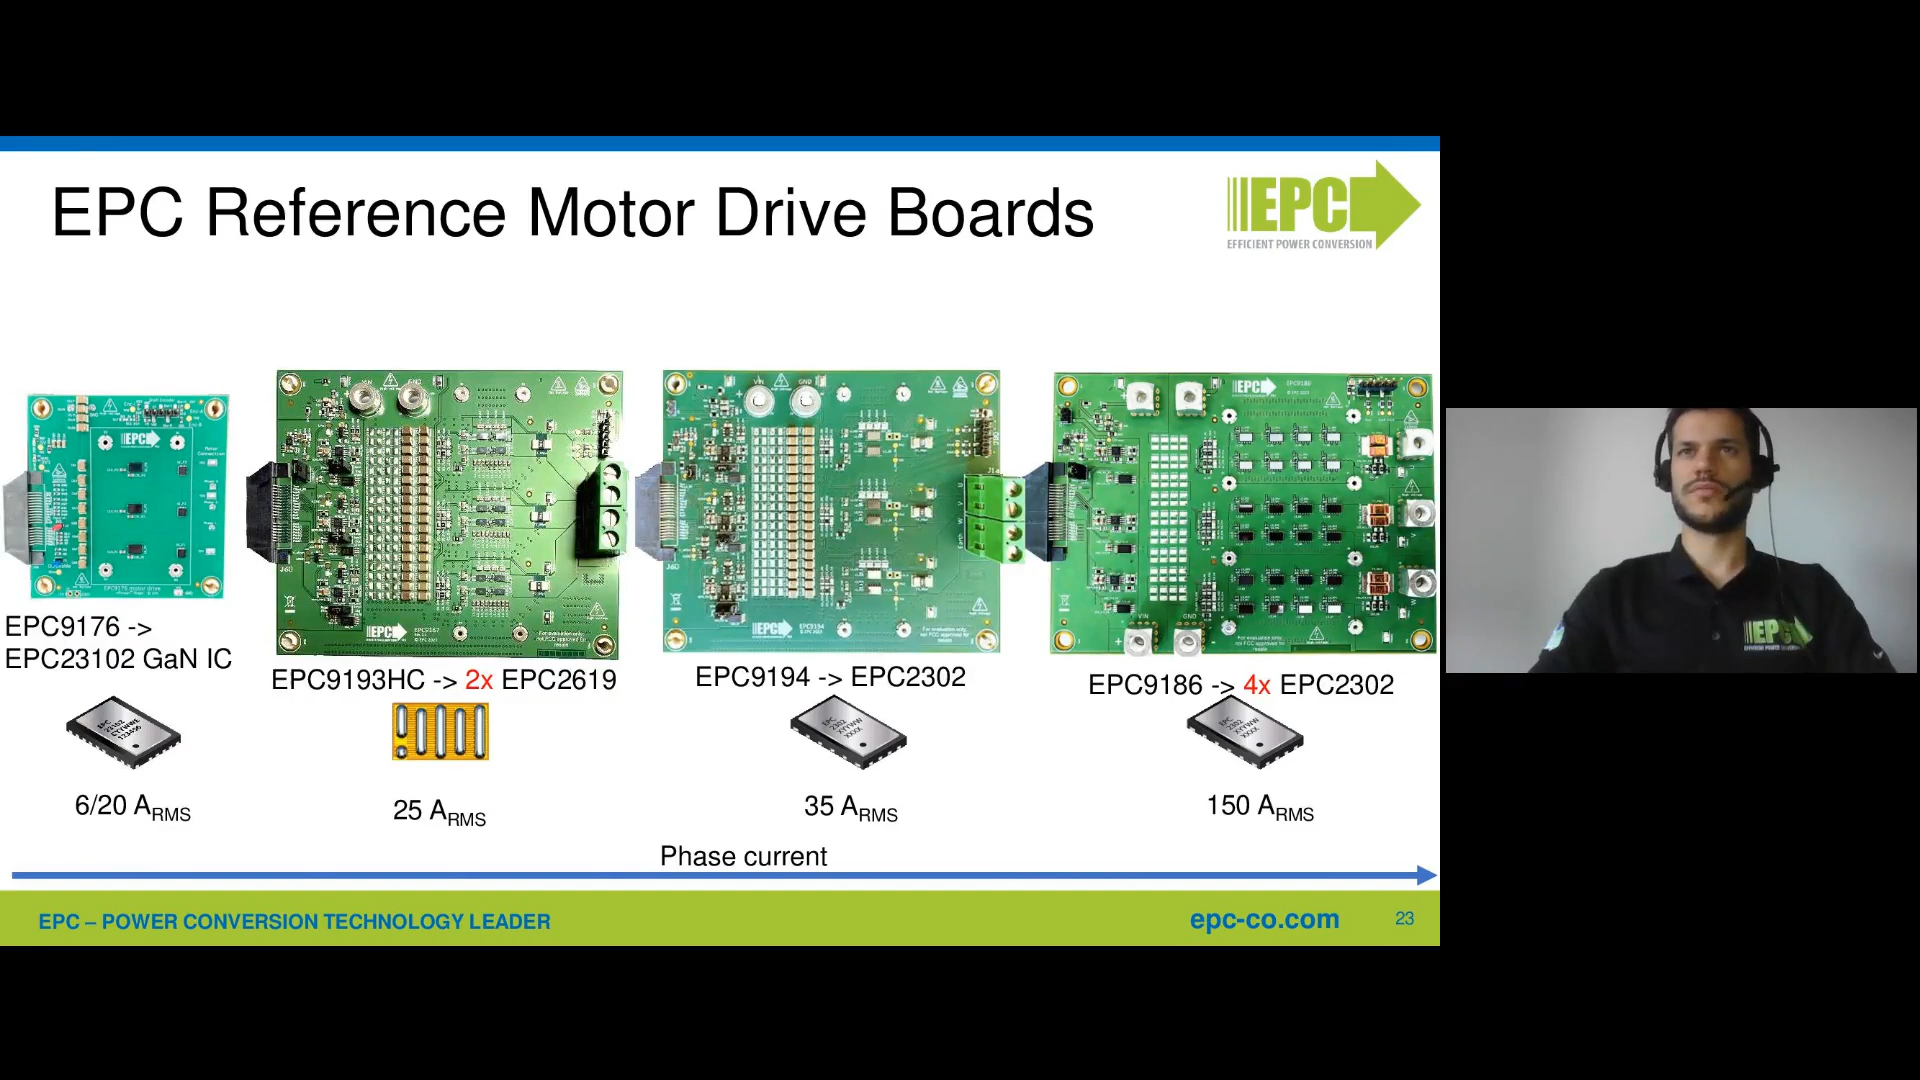 EPC Reference Motor Drive Boards
EPC
EFFICIENT POWER CONVERSION
EPC9176 ->
EPC23102 GaN IC
EPC9193HC -> 2x EPC2619
EPC9194 -> EPC2302
EPC9186 -> 4x EPC2302
6/20 ARMS
25 ARMS
35 ARMS
150 ARMS
Phase current
EPC – POWER CONVERSION TECHNOLOGY LEADER
epc-co.com
23